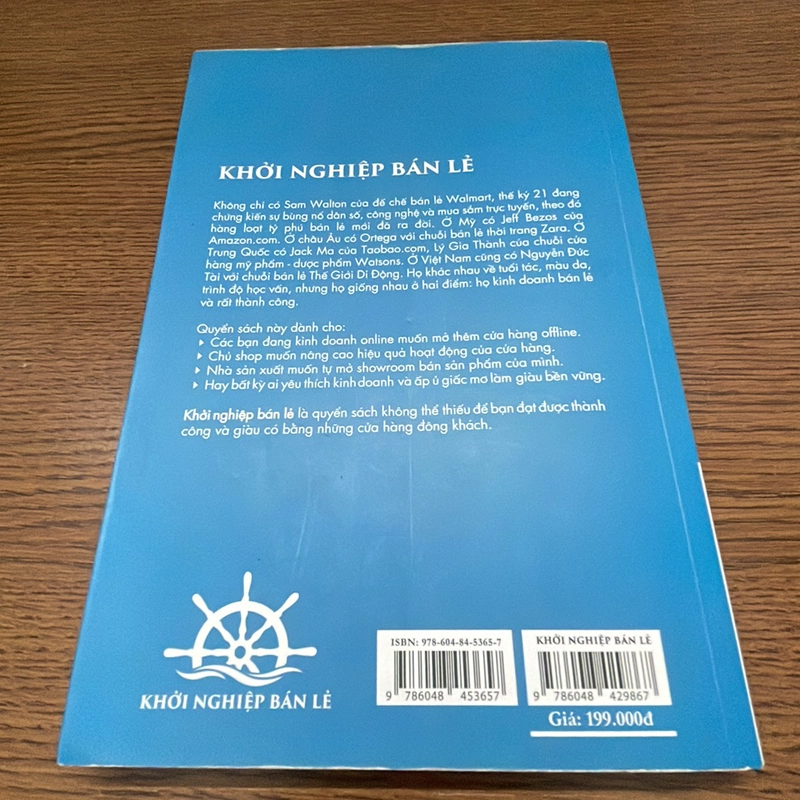 KHỞI NGHIỆP BÁN LẺ
Không chỉ có Sam Walton của đế chế bán lẻ Walmart, thế kỷ 21 đang
chứng kiến sự bùng nổ dân số, công nghệ và mua sắm trực tuyến, theo đó
hàng loạt tỷ phú bán lẻ mới đã ra đời. Ở Mỹ có Jeff Bezos của
Amazon.com. Ở châu Âu có Ortega với chuỗi bán lẻ thời trang Zara. Ở
Trung Quốc có Jack Ma của Taobao.com, Lý Gia Thành của chuỗi cửa
hàng mỹ phẩm - dược phẩm Watsons. Ở Việt Nam cũng có Nguyễn Đức
Tài với chuỗi bán lẻ Thế Giới Di Động. Họ khác nhau về tuổi tác, màu da,
trình độ học vấn, nhưng họ giống nhau ở hai điểm: họ kinh doanh bán lẻ
và rất thành công.
Quyển sách này dành cho:
Các bạn đang kinh doanh online muốn mở thêm cửa hàng offline.
Chủ shop muốn nâng cao hiệu quả hoạt động của cửa hàng.
Nhà sản xuất muốn tự mở showroom bán sản phẩm của mình.
Hay bất kỳ ai yêu thích kinh doanh và ấp ủ giấc mơ làm giàu bền vững.
Khởi nghiệp bán lẻ là quyển sách không thể thiếu để bạn đạt được thành
công và giàu có bằng những cửa hàng đông khách.
KHỞI NGHIỆP BÁN LẺ
ISBN: 978-604-84-5365-7
9 786048 453657
KHỞI NGHIỆP BÁN LẺ
9 786048 429867
Giá: 199.000đ